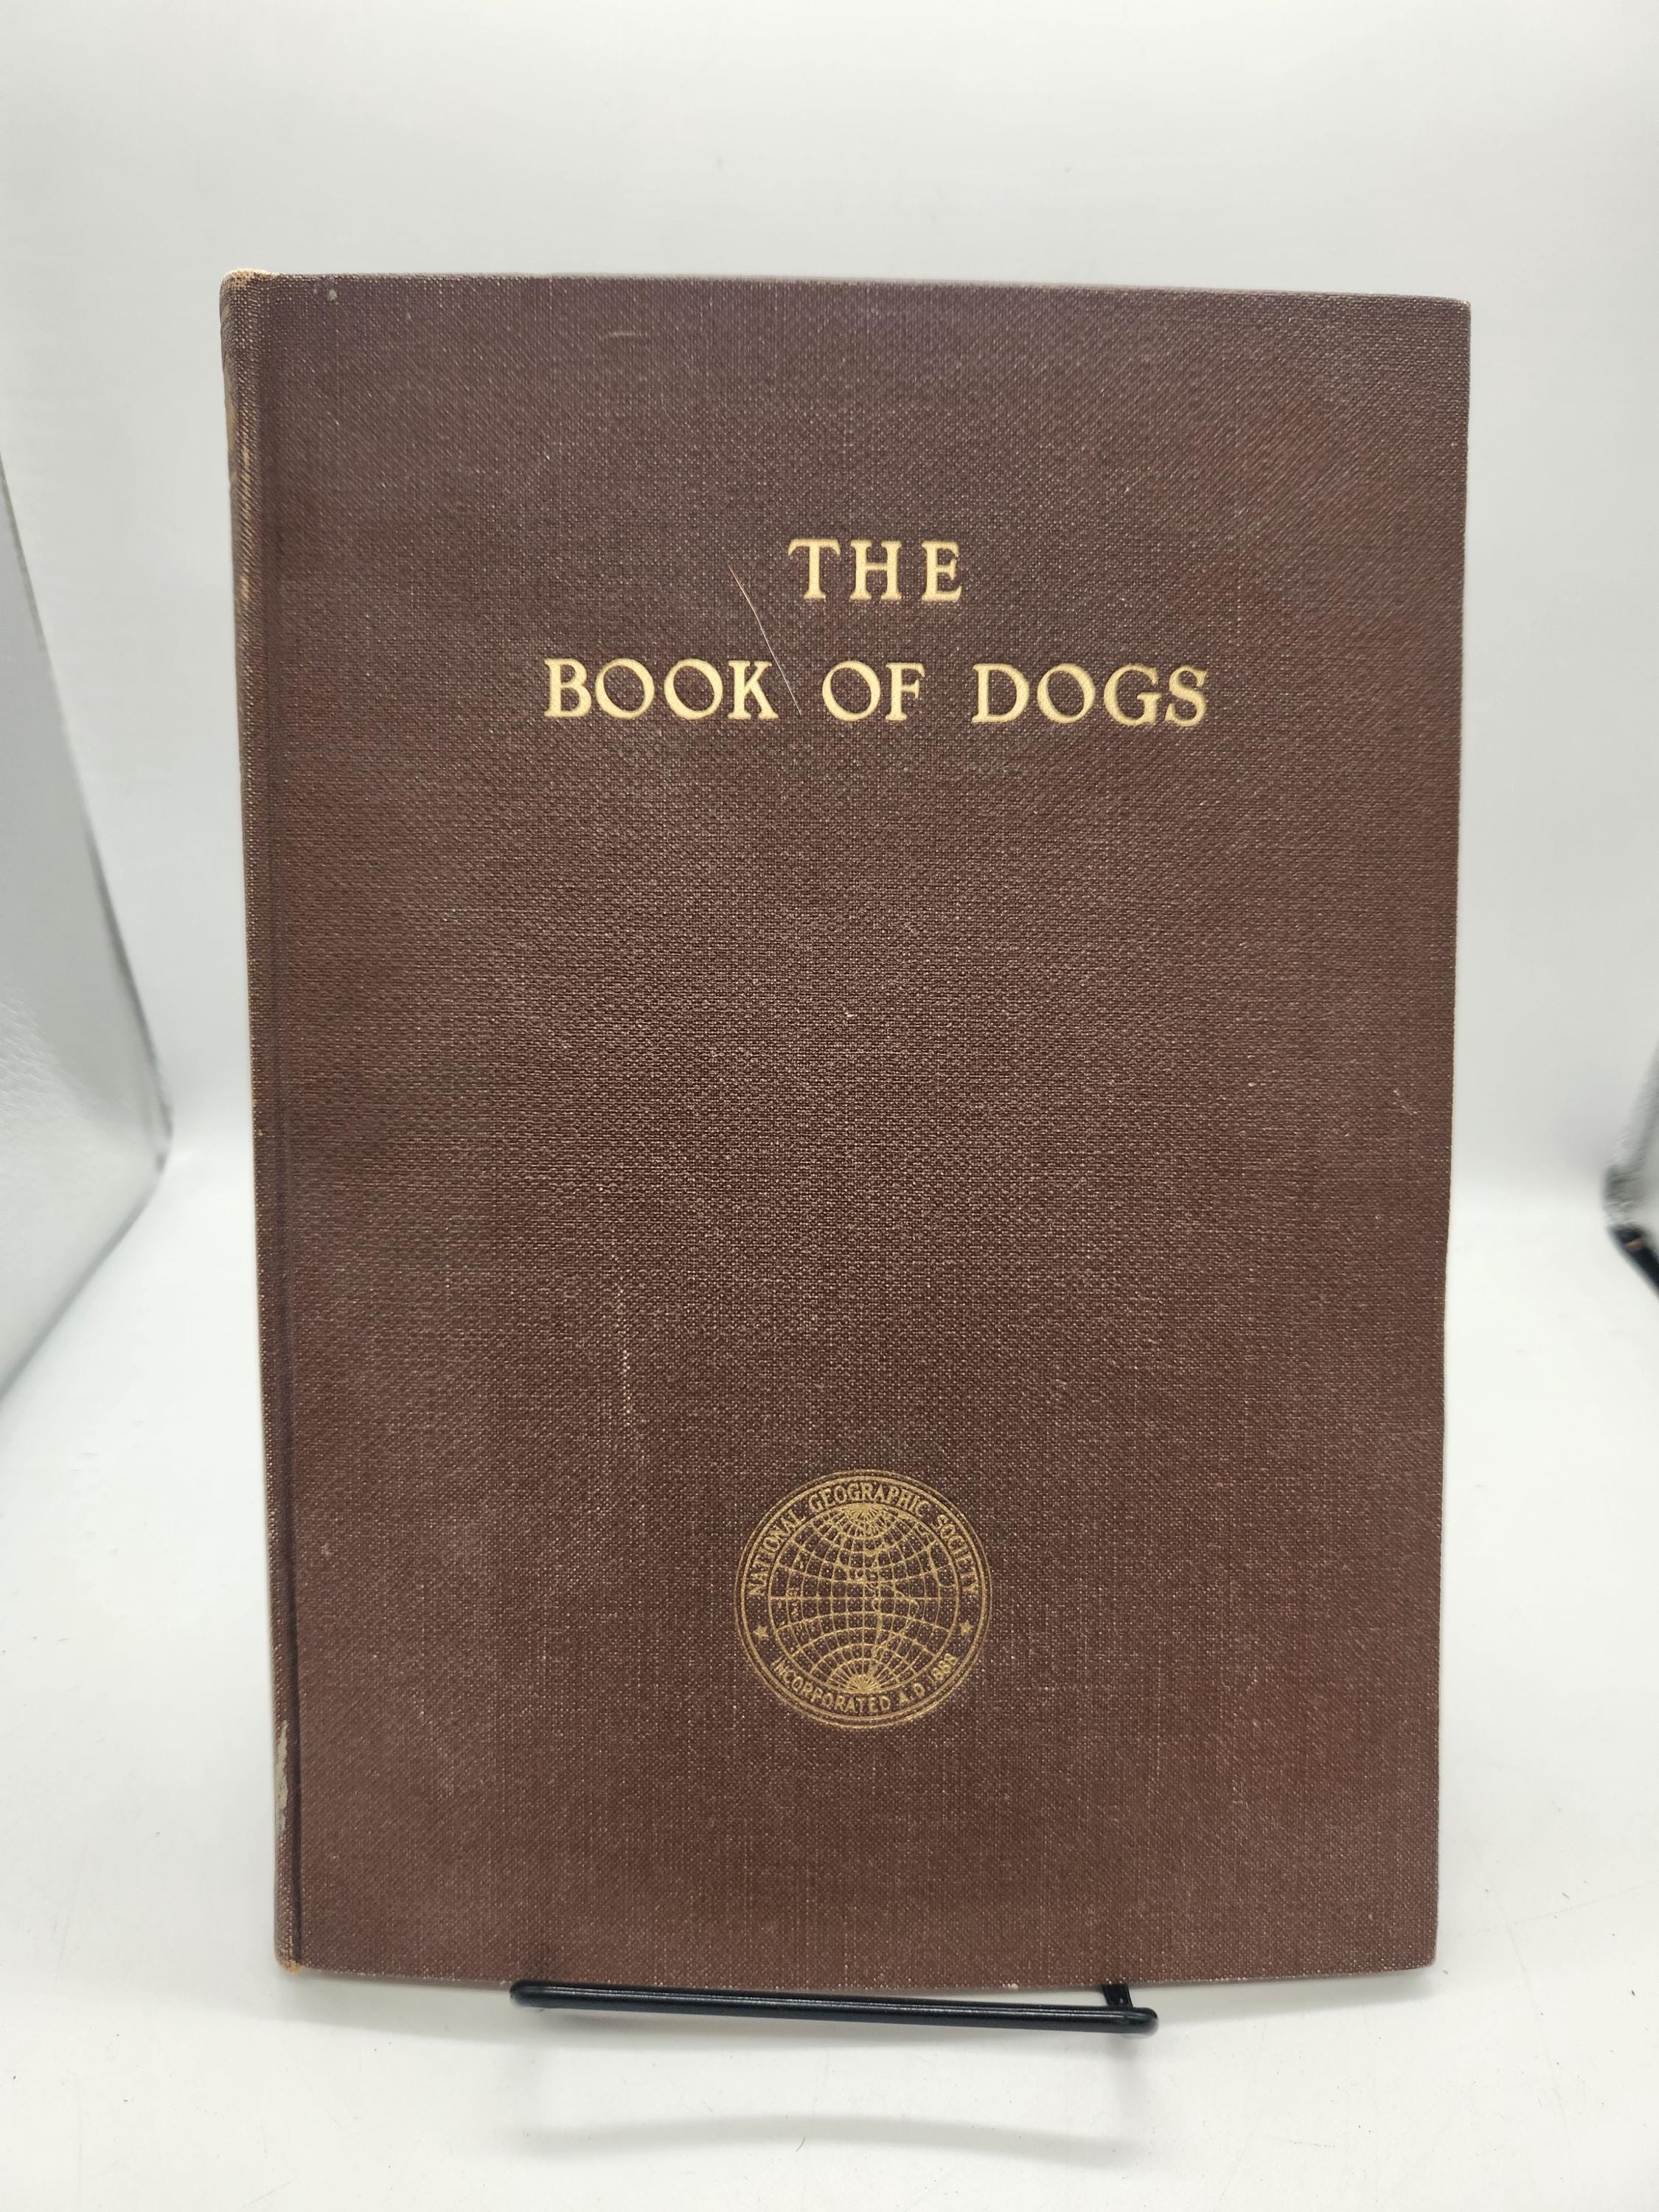 THE
BOOK OF DOGS
NATIONAL GEOGRAPHIC SOCIETY
INCORPORATED A.D. 1888